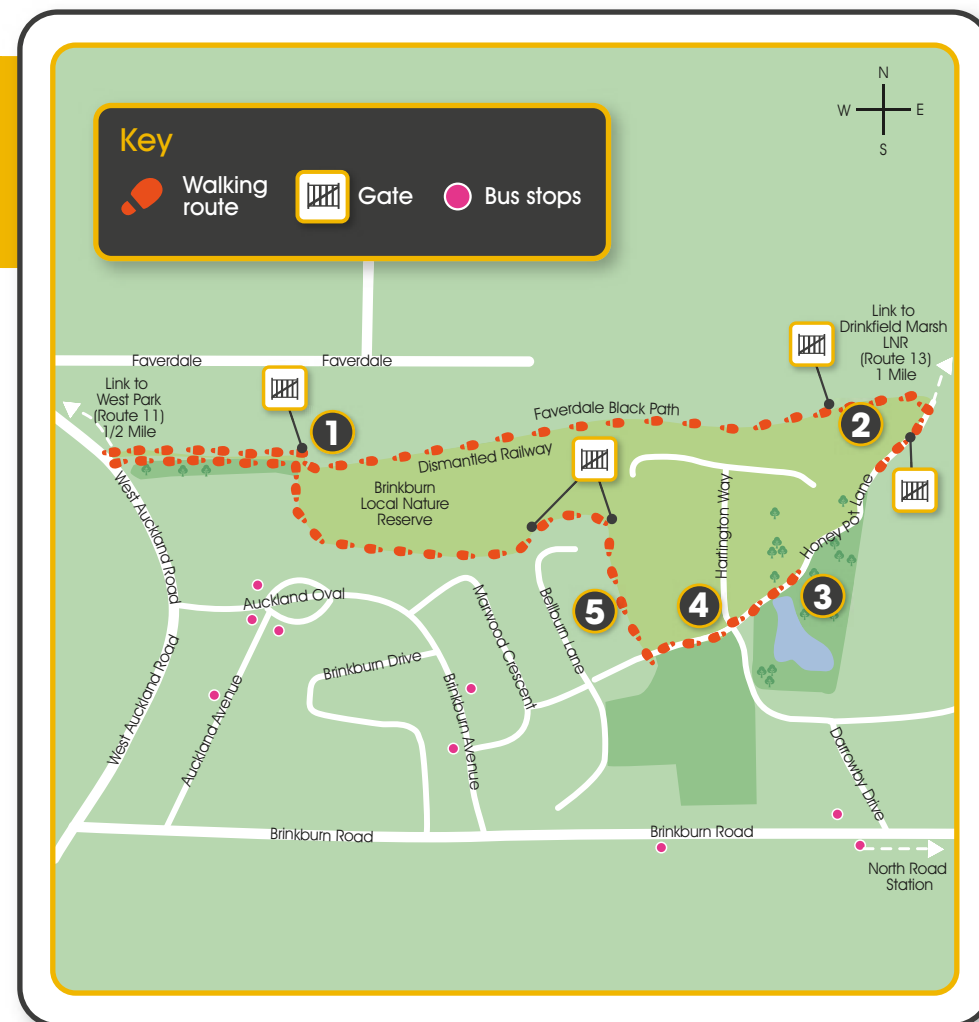 N
W
E
S
Key
Walking
route
Gate
Bus stops
Link to
Drinkfield Marsh
LNR
(Route 13)
1 Mile
Faverdale
Faverdale
Link to
West Park
(Route 11)
1/2 Mile
1
Faverdale Black Path
2
Dismantled Railway
Brinkburn
Local Nature
Reserve
West Auckland Road
Hartington Way
Honey Pot Lane
Auckland Oval
Marwood Crescent
Bellburn Lane
5
4
3
West Auckland Road
Auckland Avenue
Brinkburn Drive
Brinkburn Avenue
Darrowby Drive
Brinkburn Road
Brinkburn Road
North Road
Station